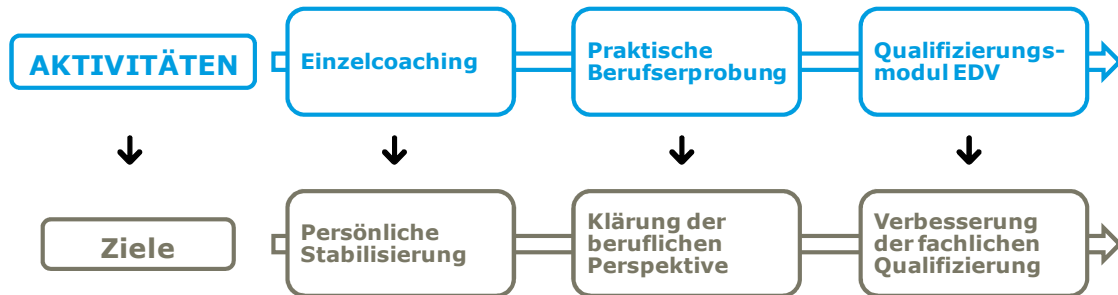 AKTIVITÄTEN
Einzelcoaching
Praktische
Berufserprobung
Qualifizierungs-
modul EDV
Ziele
Persönliche
Stabilisierung
Klärung der
beruflichen
Perspektive
Verbesserung
der fachlichen
Qualifizierung